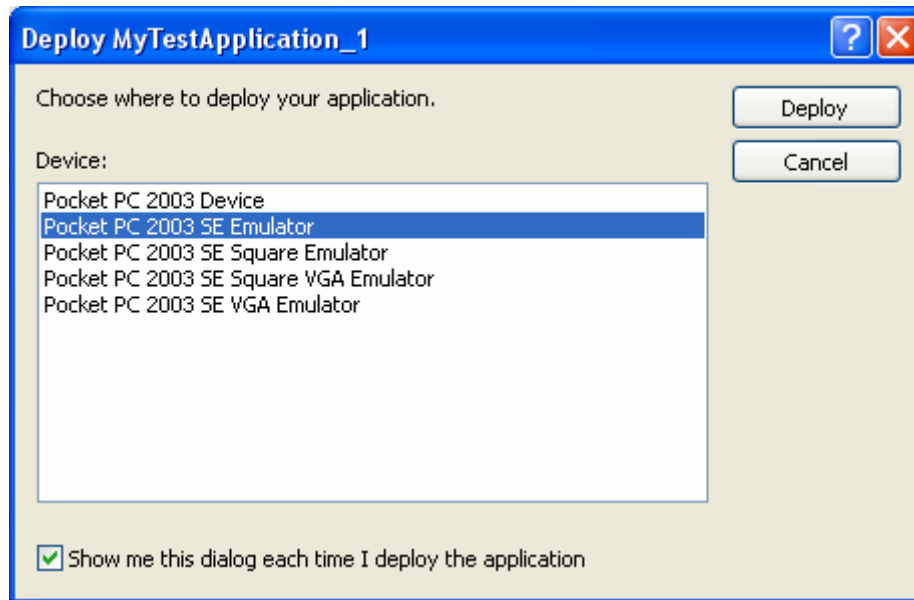 Deploy MyTestApplication_1
?
Choose where to deploy your application.
Deploy
Device:
Cancel
Pocket PC 2003 Device
Pocket PC 2003 SE Emulator
Pocket PC 2003 SE Square Emulator
Pocket PC 2003 SE Square VGA Emulator
Pocket PC 2003 SE VGA Emulator
Show me this dialog each time I deploy the application